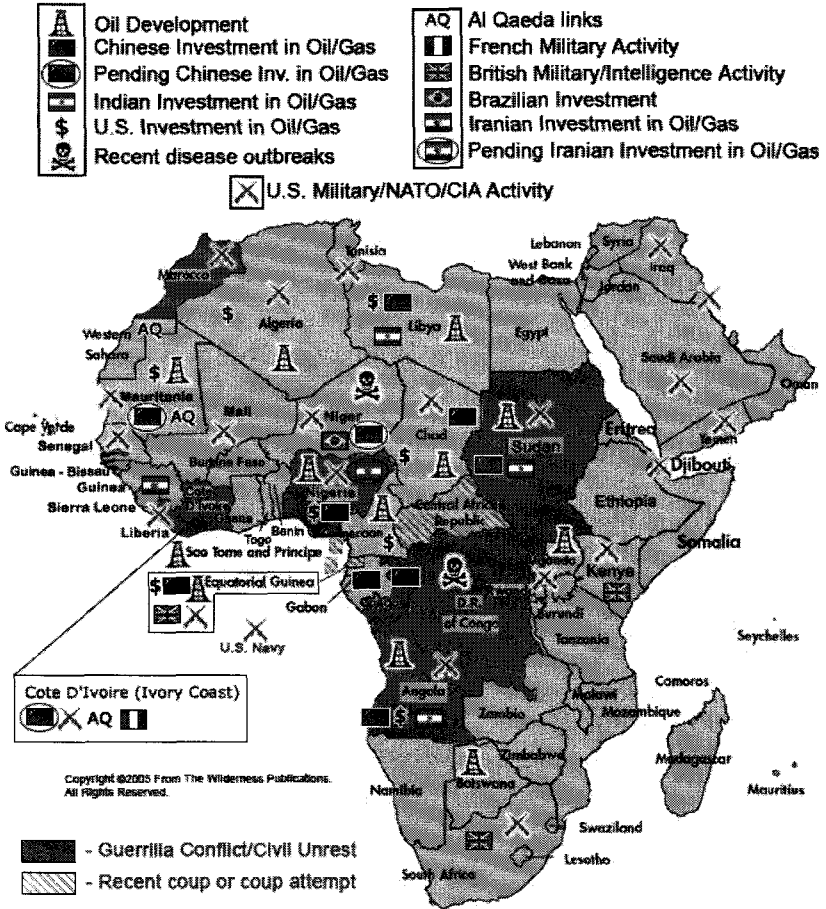 Oil Development
Chinese Investment in Oil/Gas
Pending Chinese Inv. in Oil/Gas
Indian Investment in Oil/Gas
$ U.S. Investment in Oil/Gas
Recent disease outbreaks
AQ Al Qaeda links
French Military Activity
British Military/Intelligence Activity
Brazilian Investment
Iranian Investment in Oil/Gas
Pending Iranian Investment in Oil/Gas
U.S. Military/NATO/CIA Activity
Tunisia
Lebanon
Syria
Iraq
West Bank
and Gaza
Jordan
Morocco
$
Algeria
$
Libya
Egypt
Saudi Arabia
Oman
Western
Sahara
AQ
$
Mauritania
AQ
Mali
Niger
Chad
Sudan
Eritrea
Yemen
Djibouti
Cape Verde
Senegal
Guinea - Bissau
Guinea
Sierra Leone
Liberia
Burkina Faso
Cote
D'Ivoire
Ghana
Togo
Benin
Nigeria
$
$
Cameroon
$
Central African
Republic
Ethiopia
Somalia
Sao Tome and Principe
$ Equatorial Guinea
Gabon
U.S. Navy
D.R.
of Congo
Uganda
Kenya
Burundi
Tanzania
Seychelles
Cote D'Ivoire (Ivory Coast)
AQ
Angola
$
Zambia
Malawi
Mozambique
Comoros
Madagascar
Mauritius
Zimbabwe
Botswana
Namibia
Swaziland
Lesotho
South Africa
Copyright ©2005 From The Wilderness Publications.
All Rights Reserved.
- Guerrilla Conflict/Civil Unrest
- Recent coup or coup attempt